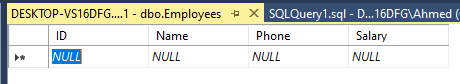 DESKTOP-VS16DFG....1 - dbo.Employees SQLQuery1.sql - D...16DFG\Ahmed (
ID Name Phone Salary
NULL NULL NULL NULL